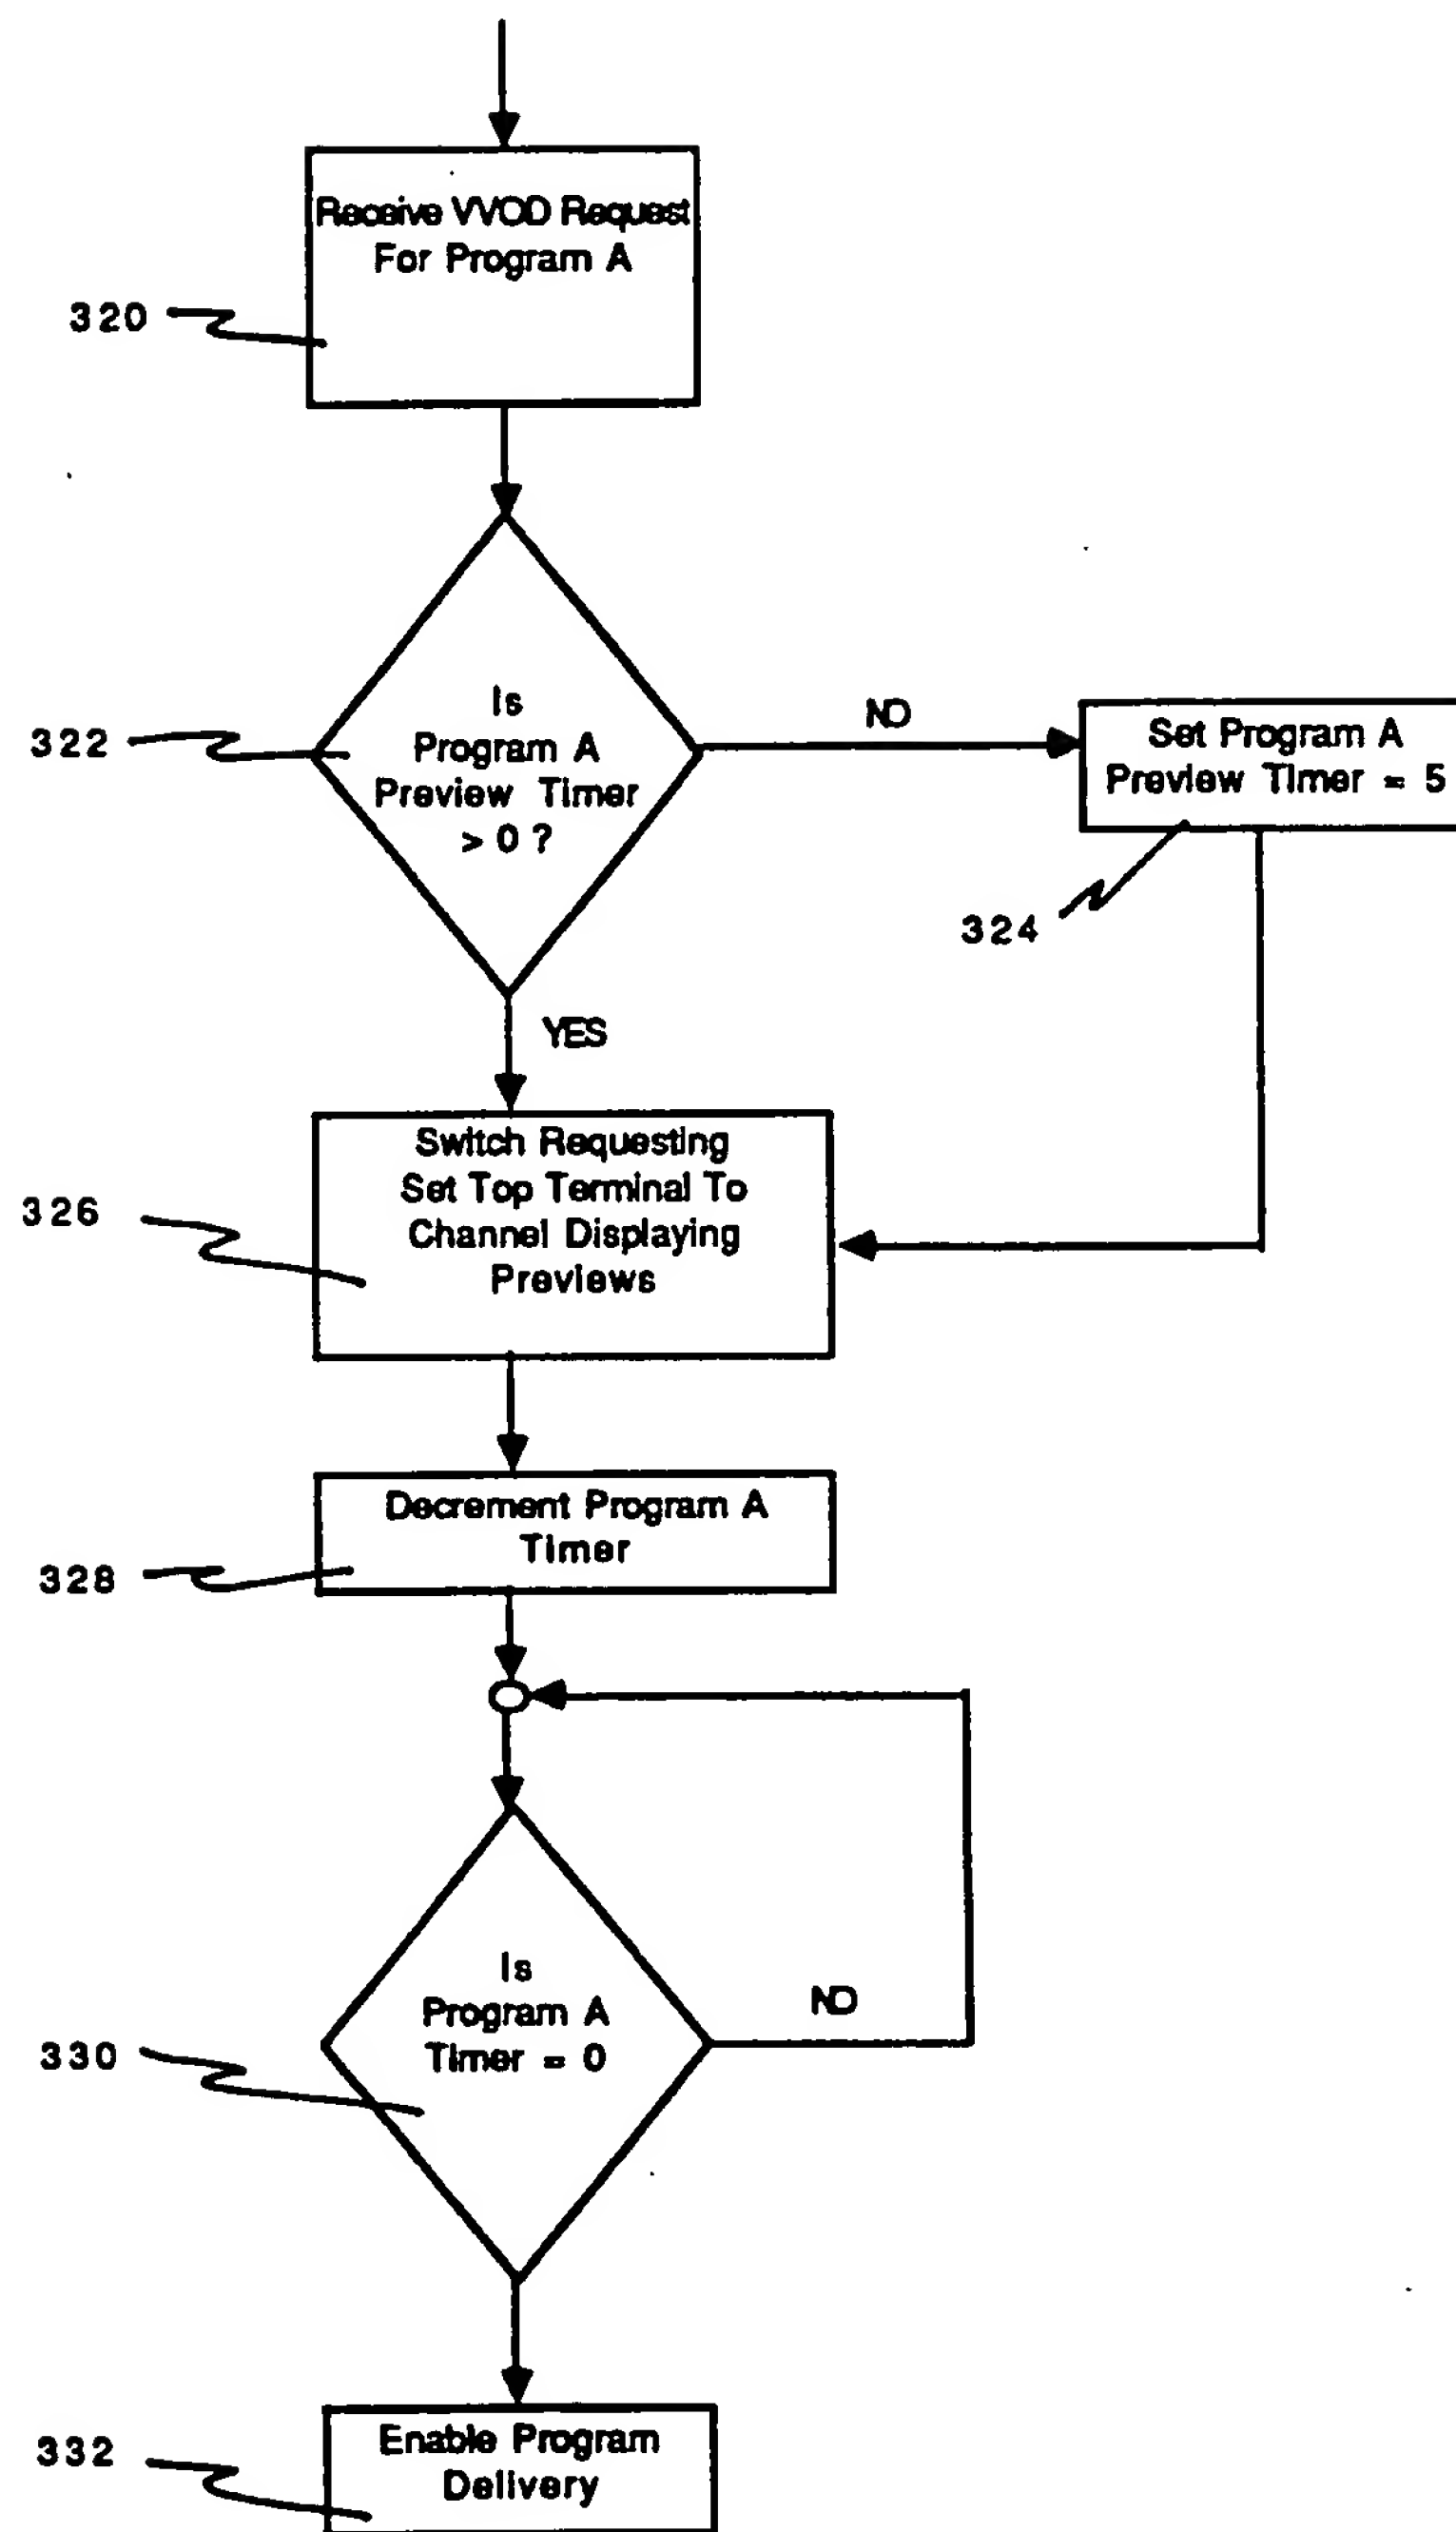 Receive VVOD Request
For Program A
320
Is
Program A
Preview Timer
> 0 ?
322
NO
Set Program A
Preview Timer = 5
324
YES
Switch Requesting
Set Top Terminal To
Channel Displaying
Previews
326
Decrement Program A
Timer
328
Is
Program A
Timer = 0
330
NO
Enable Program
Delivery
332